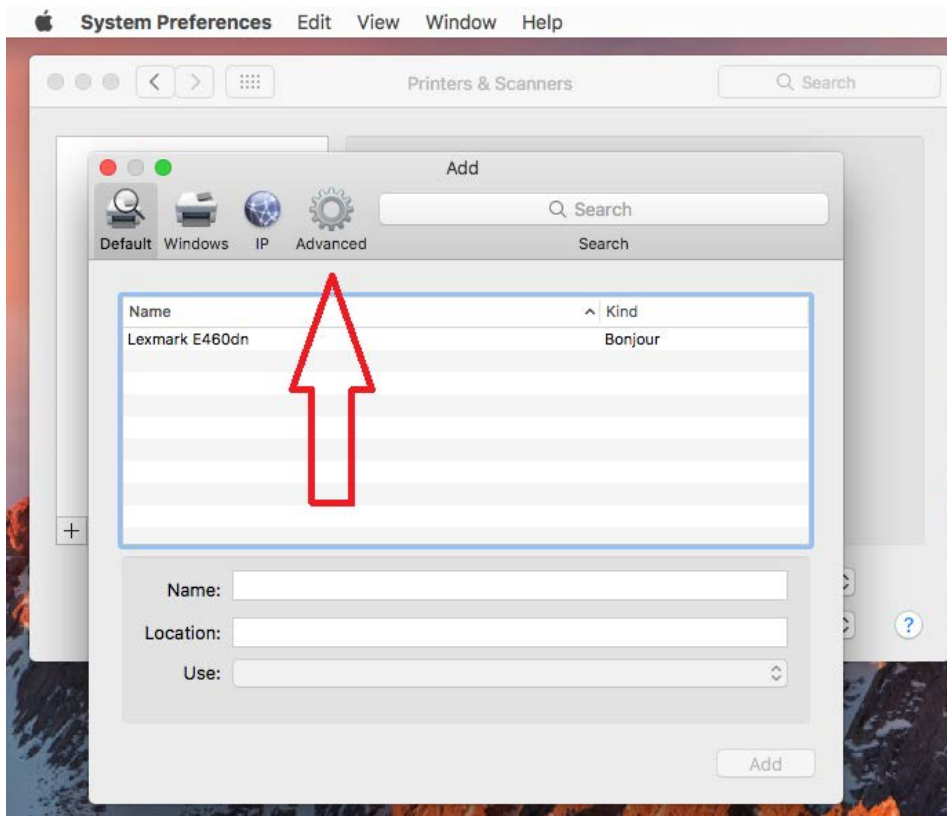 System Preferences Edit View Window Help
Printers & Scanners
Search
Add
Search
Default Windows IP Advanced Search
Name Kind
Lexmark E460dn Bonjour
+
Name:
Location:
Use:
?
Add